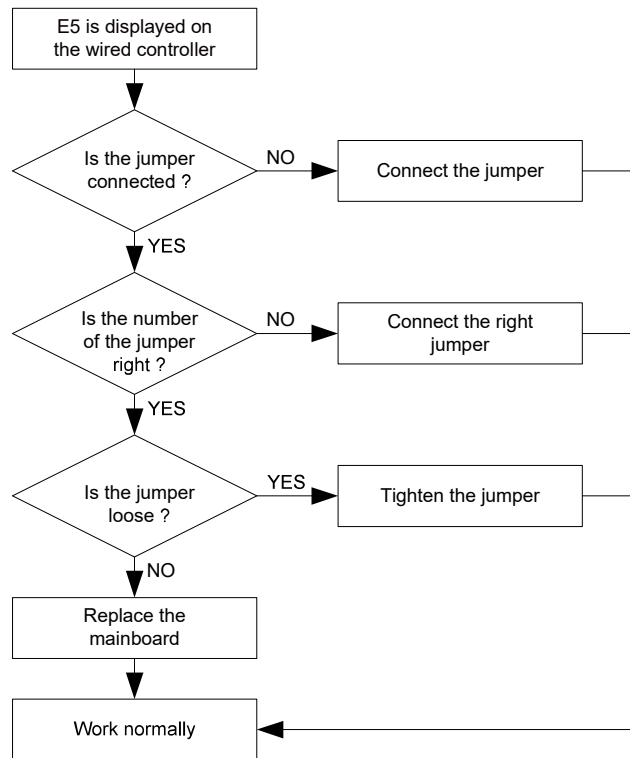 E5 is displayed on
the wired controller
Is the jumper
connected ?
NO
Connect the jumper
YES
Is the number
of the jumper
right ?
NO
Connect the right
jumper
YES
Is the jumper
loose ?
YES
Tighten the jumper
NO
Replace the
mainboard
Work normally